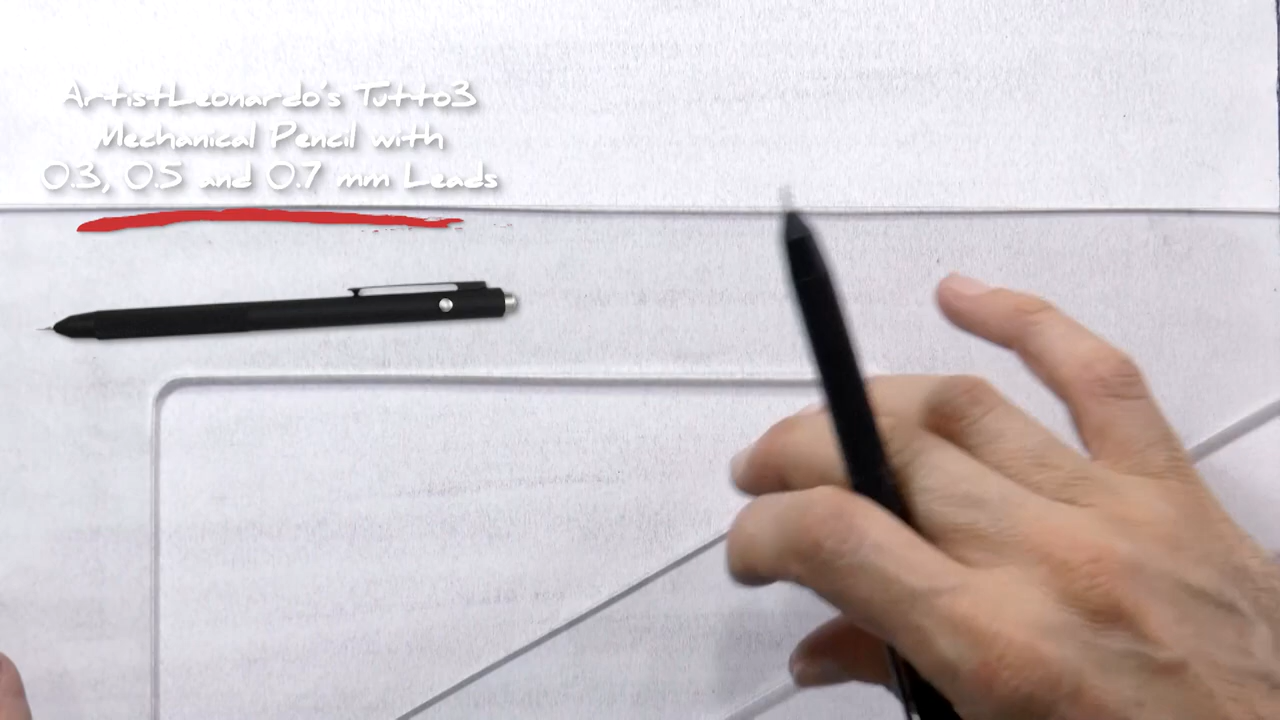 ArtistLeonardo's Tutto3
Mechanical Pencil with
0.3, 0.5 and 0.7 mm Leads